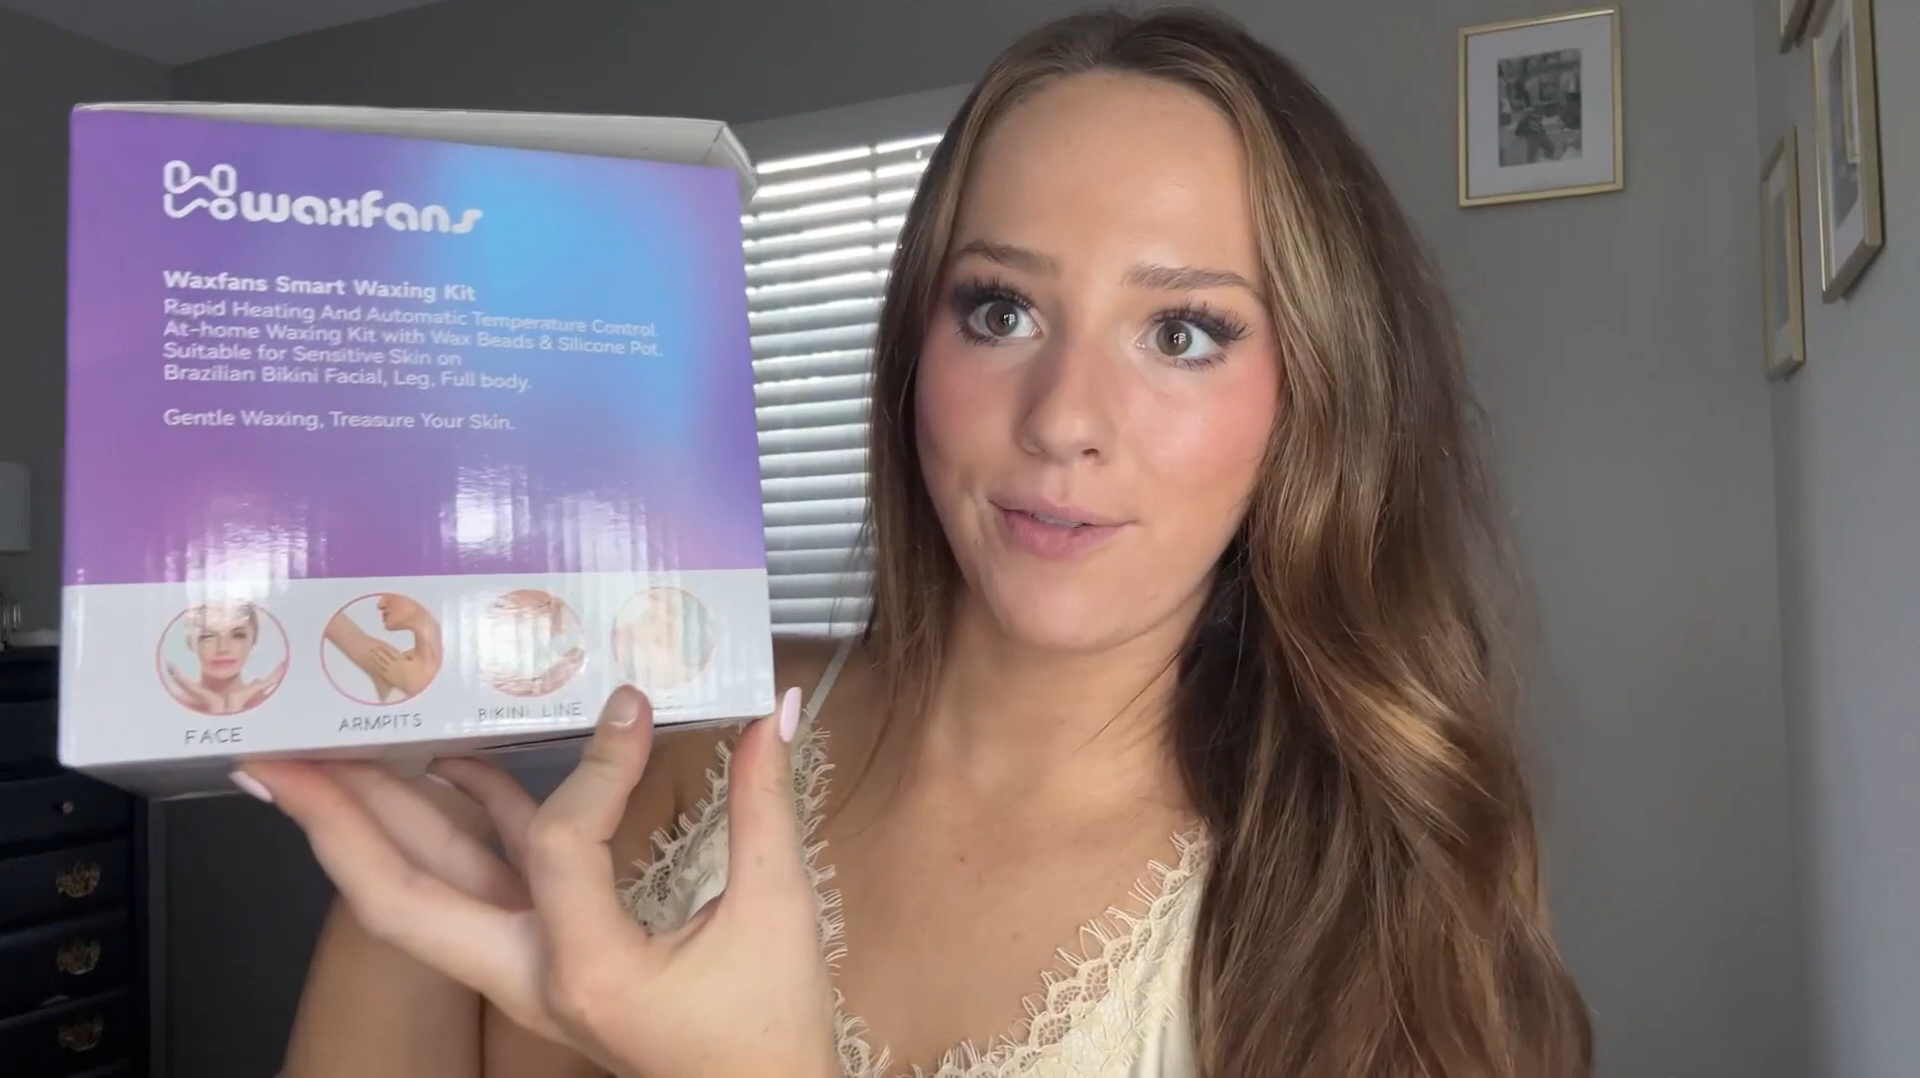 waxfans
Waxfans Smart Waxing Kit
Rapid Heating And Automatic Temperature Control.
At-home Waxing Kit with Wax Beads & Silicone Pot.
Suitable for Sensitive Skin on
Brazilian Bikini Facial, Leg, Full body.
Gentle Waxing, Treasure Your Skin.
FACE
ARMPITS
BIKINI LINE